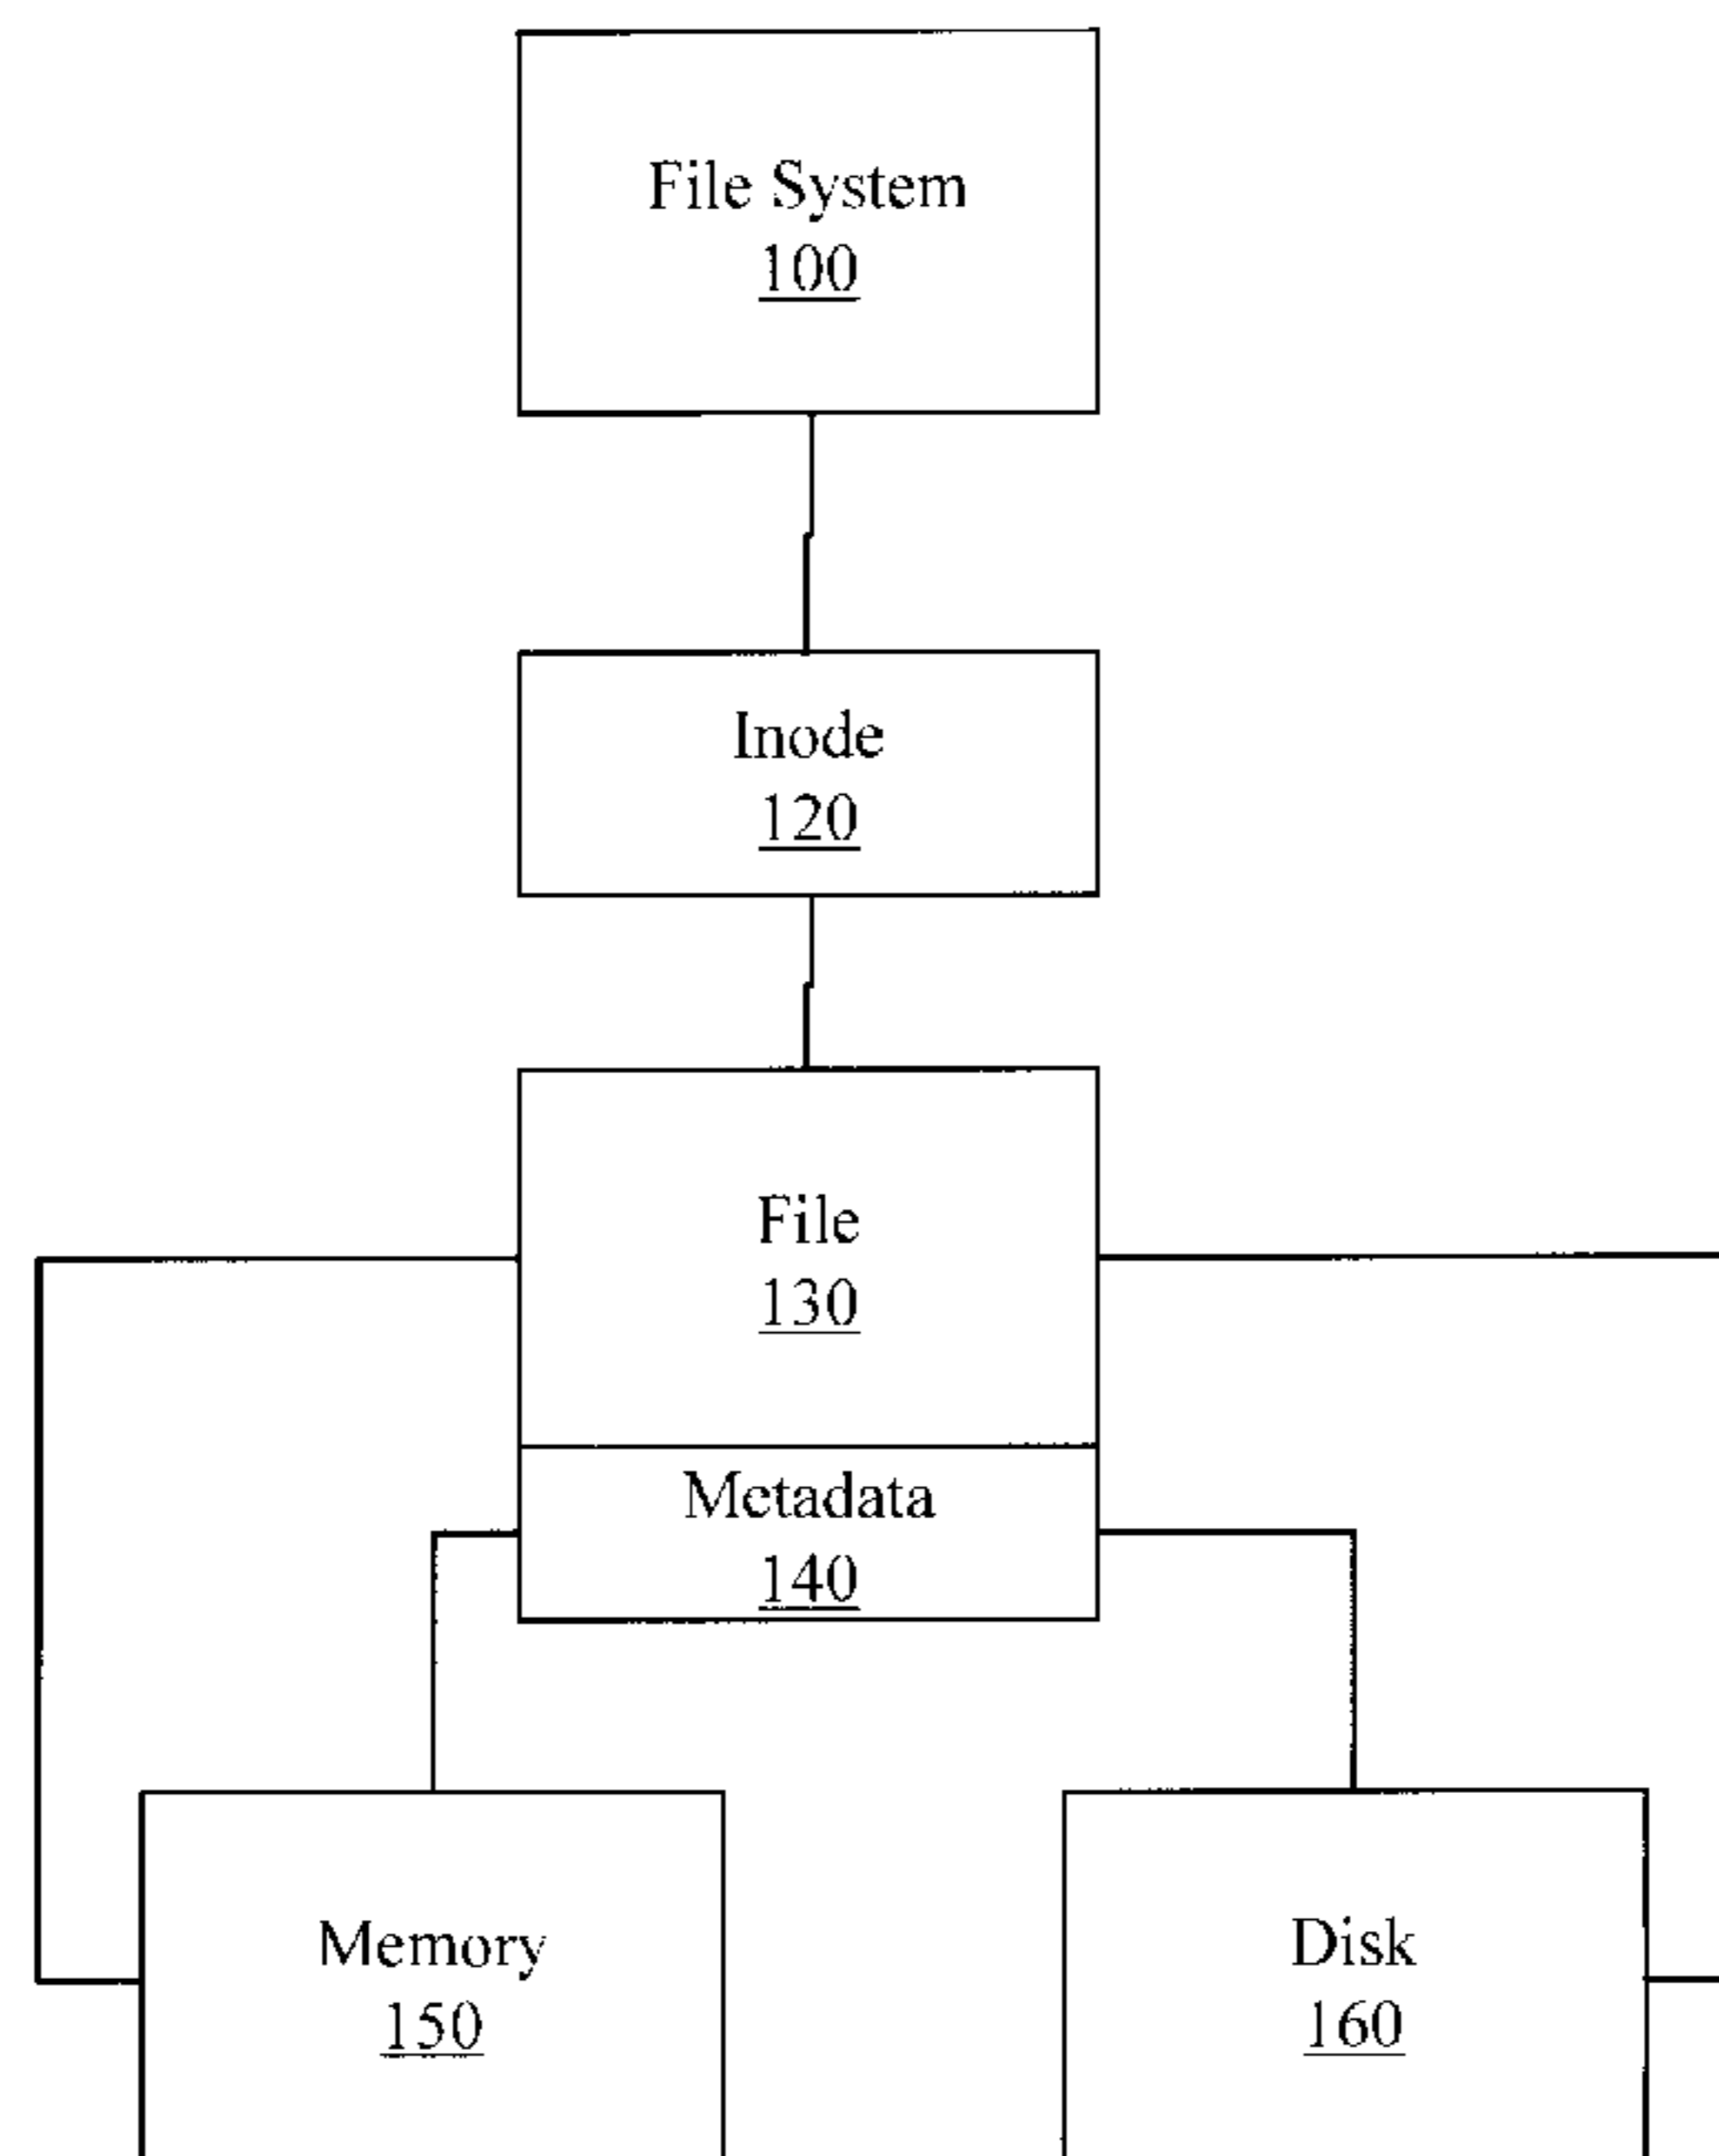 File System
100
Inode
120
File
130
Metadata
140
Memory
150
Disk
160